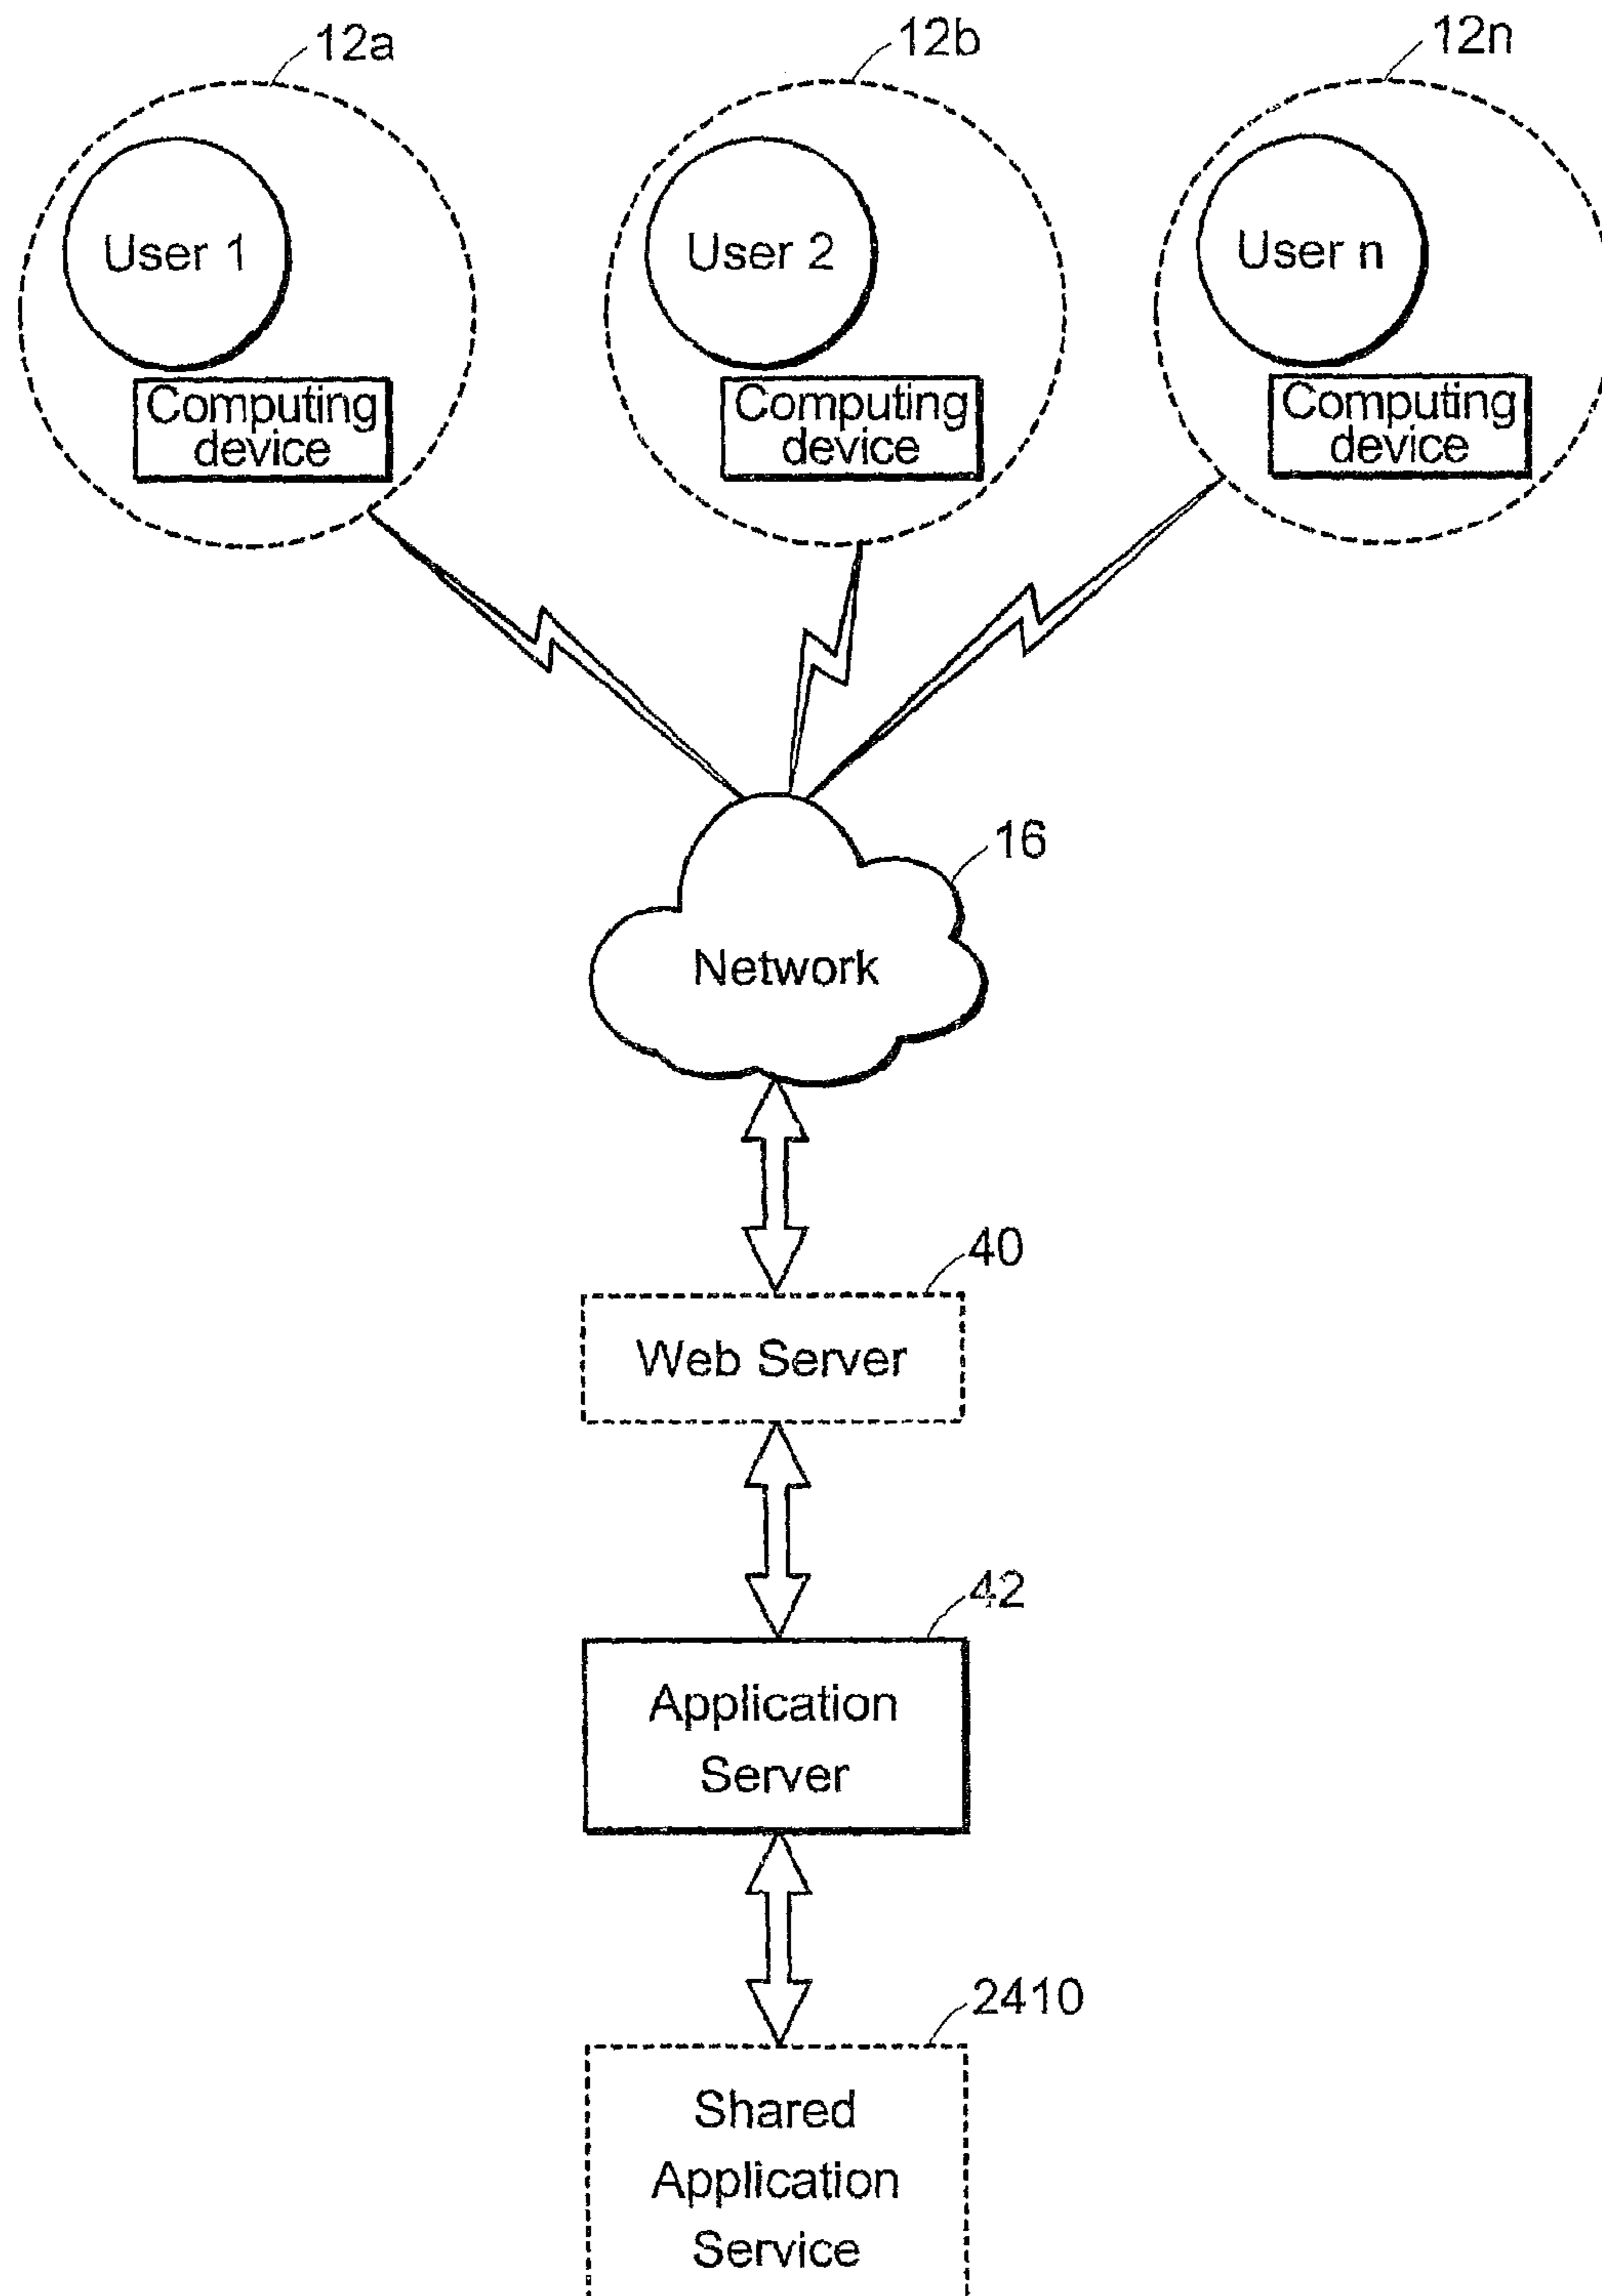 12a
12b
12n
User 1
User 2
User n
Computing
device
Computing
device
Computing
device
16
Network
40
Web Server
42
Application
Server
2410
Shared
Application
Service